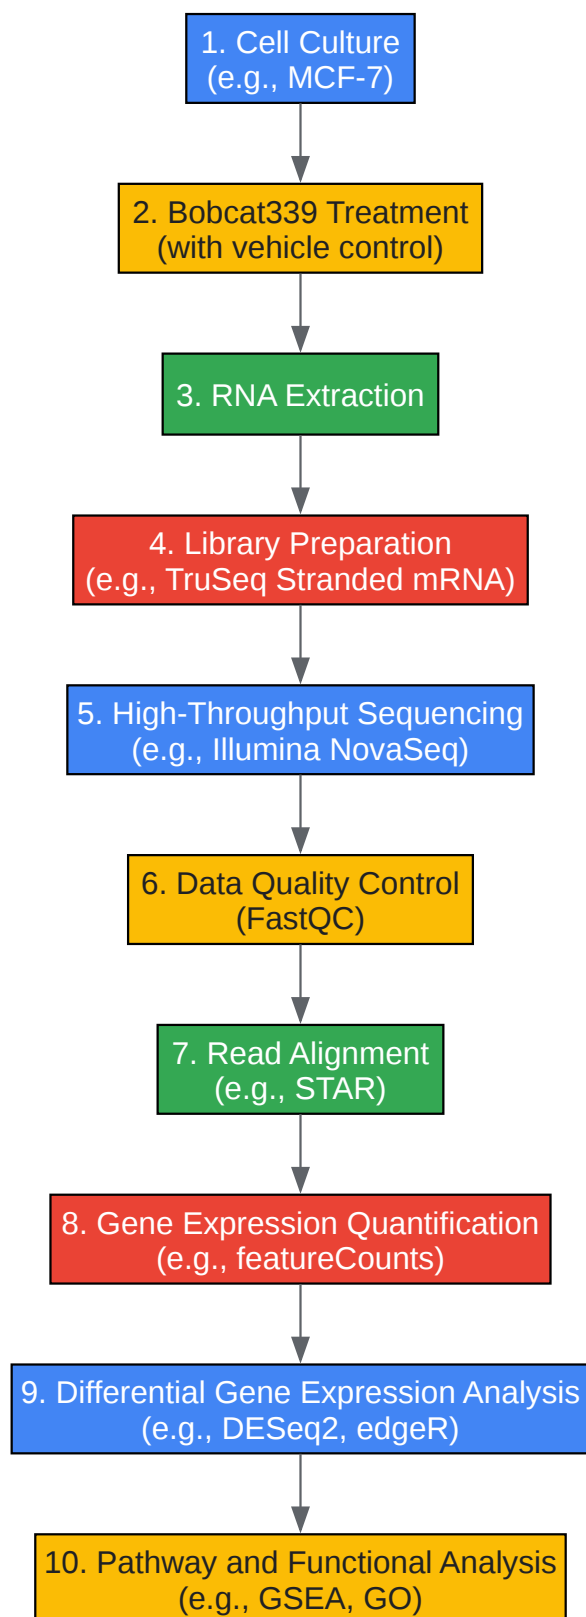 1. Cell Culture
(e.g., MCF-7)
2. Bobcat339 Treatment
(with vehicle control)
3. RNA Extraction
4. Library Preparation
(e.g., TruSeq Stranded mRNA)
5. High-Throughput Sequencing
(e.g., Illumina NovaSeq)
6. Data Quality Control
(FastQC)
7. Read Alignment
(e.g., STAR)
8. Gene Expression Quantification
(e.g., featureCounts)
9. Differential Gene Expression Analysis
(e.g., DESeq2, edgeR)
10. Pathway and Functional Analysis
(e.g., GSEA, GO)